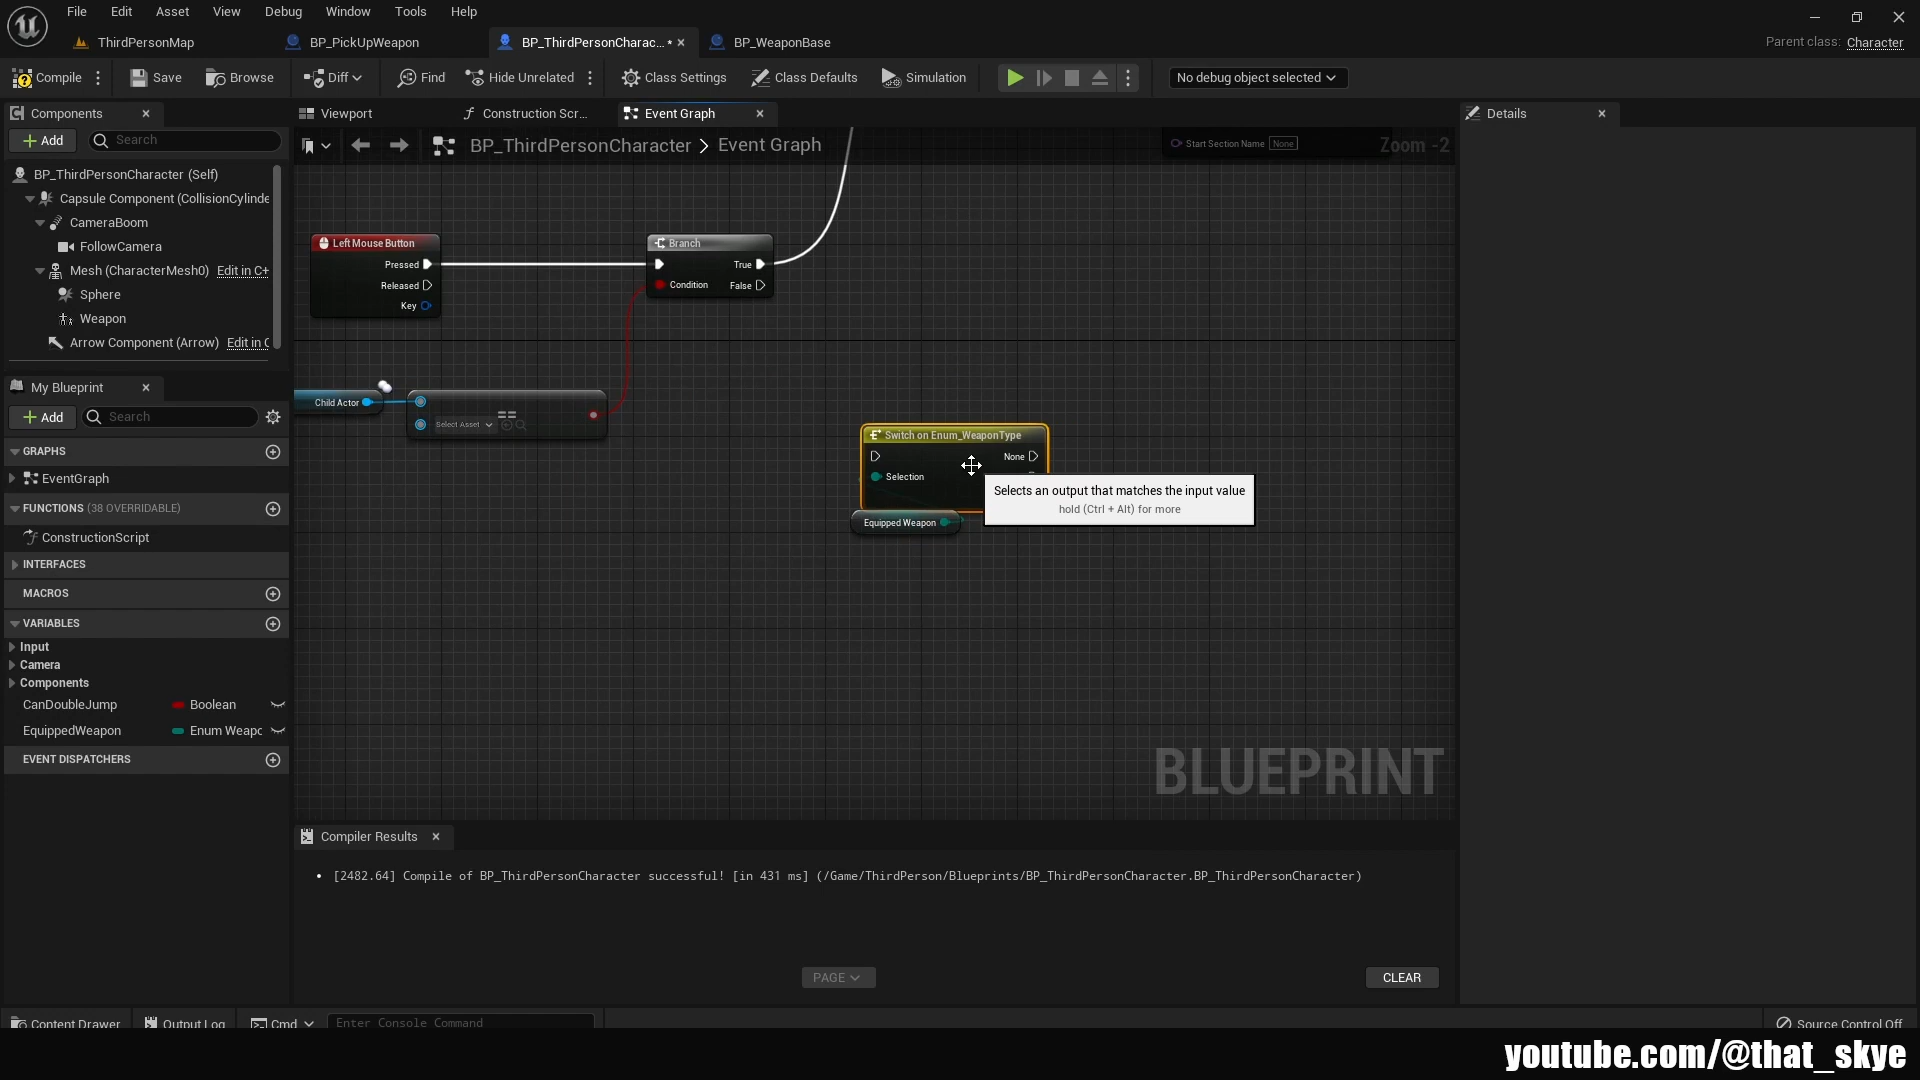 File Edit Asset View Debug Window Tools Help
ThirdPersonMap BP_PickUpWeapon BP_ThirdPersonCharac... • BP_WeaponBase Parent class: Character
Compile Save Browse Diff Find Hide Unrelated Class Settings Class Defaults Simulation No debug object selected
Components Viewport Construction Scr... Event Graph Details
Add Search BP_ThirdPersonCharacter > Event Graph Start Section Name None Zoom -2
BP_ThirdPersonCharacter (Self)
Capsule Component (CollisionCylinde
CameraBoom
FollowCamera
Mesh (CharacterMesh0) Edit in C+
Sphere
Weapon
Arrow Component (Arrow) Edit in C
Left Mouse Button
Pressed
Released
Key
Branch
True
Condition False
Child Actor
==
Select Asset
Switch on Enum_WeaponType
None
Selection
Equipped Weapon
Selects an output that matches the input value
hold (Ctrl + Alt) for more
BLUEPRINT
My Blueprint
Add Search
GRAPHS
EventGraph
FUNCTIONS (38 OVERRIDABLE)
ConstructionScript
INTERFACES
MACROS
VARIABLES
Input
Camera
Components
CanDoubleJump Boolean
EquippedWeapon Enum Weapc
EVENT DISPATCHERS
Compiler Results
• [2482.64] Compile of BP_ThirdPersonCharacter successful! [in 431 ms] (/Game/ThirdPerson/Blueprints/BP_ThirdPersonCharacter.BP_ThirdPersonCharacter)
PAGE CLEAR
Content Drawer Output Log Cmd Enter Console Command Source Control Off
youtube.com/@that_skye